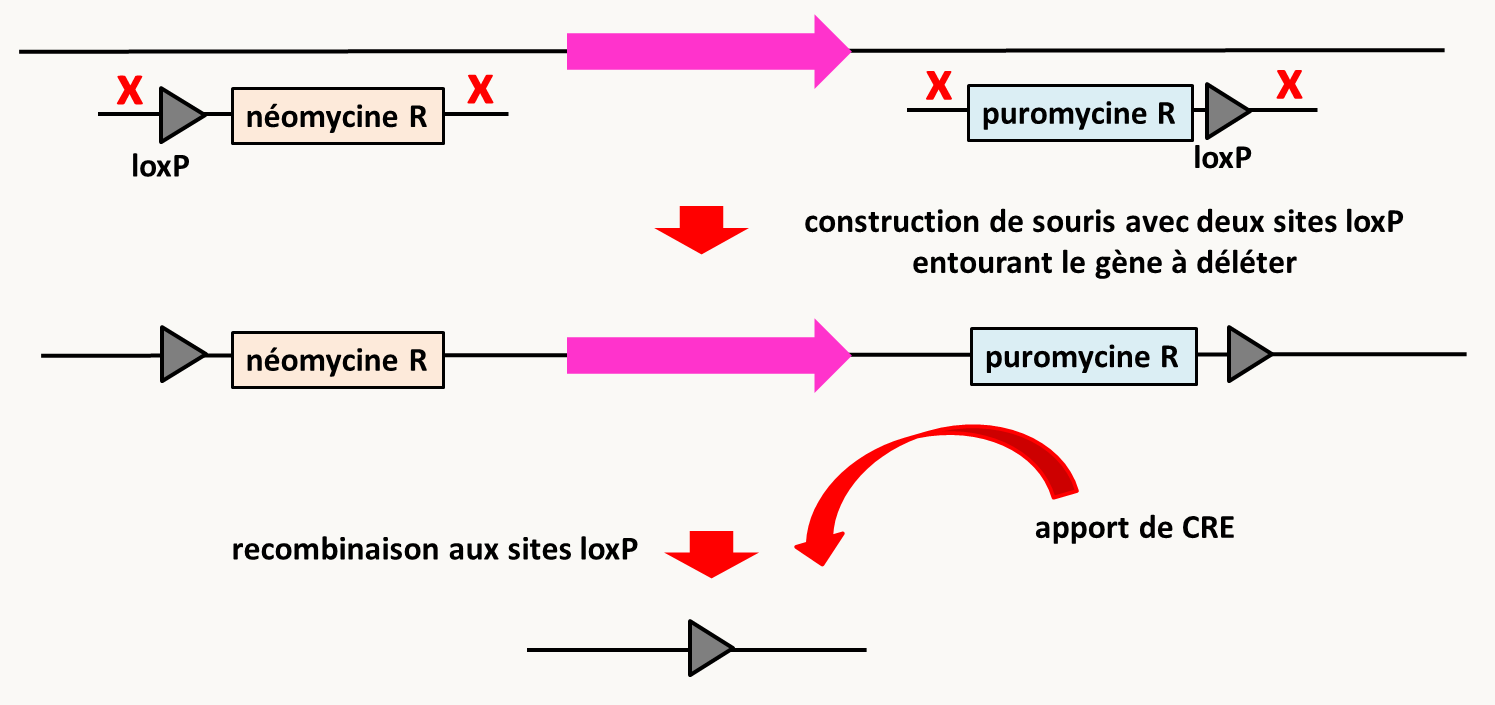 X
X
X
X
néomycine R
puromycine R
loxP
loxP
construction de souris avec deux sites loxP
entourant le gène à déléter
néomycine R
puromycine R
apport de CRE
recombinaison aux sites loxP